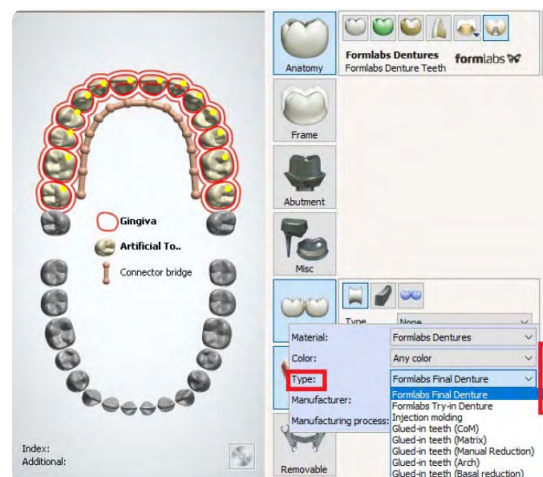 Gingiva
Artificial To..
Connector bridge
Index:
Additional:
Anatomy
Formlabs Dentures
Formlabs Denture Teeth
formlabs
Frame
Abutment
Misc
Type
None
Material:
Formlabs Dentures
Color:
Any color
Type:
Formlabs Final Denture
Manufacturer:
Manufacturing process:
Formlabs Final Denture
Formlabs Try-in Denture
Injection molding
Glued-in teeth (CoM)
Glued-in teeth (Matrix)
Glued-in teeth (Manual Reduction)
Glued-in teeth (Arch)
Glued-in teeth (Basal reduction)
Removable